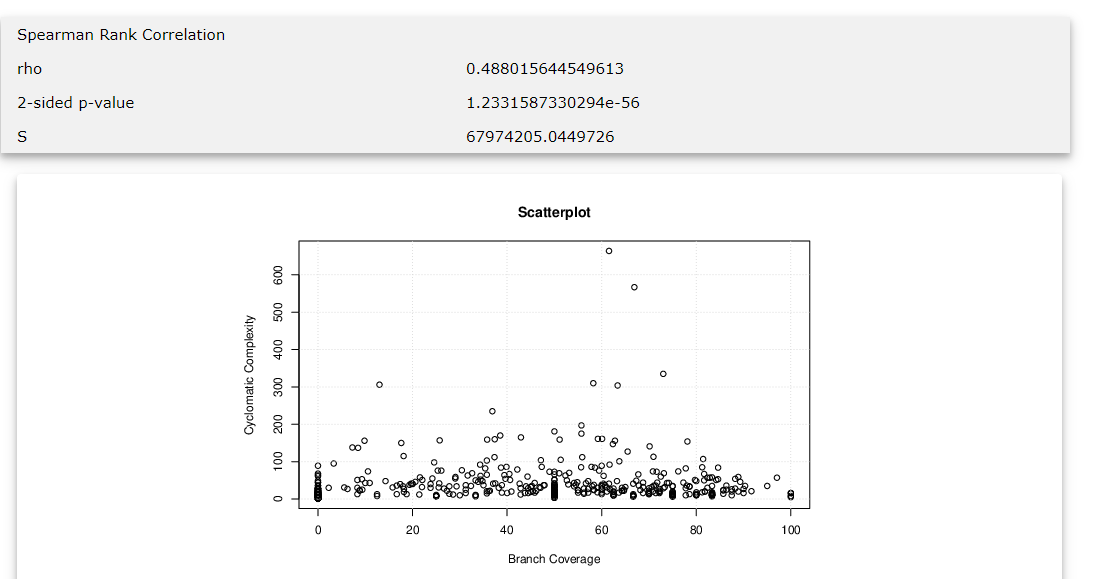 Spearman Rank Correlation
rho 0.488015644549613
2-sided p-value 1.2331587330294e-56
S 67974205.0449726
Scatterplot
Cyclomatic Complexity
600
500
400
300
200
100
0
0 20 40 60 80 100
Branch Coverage